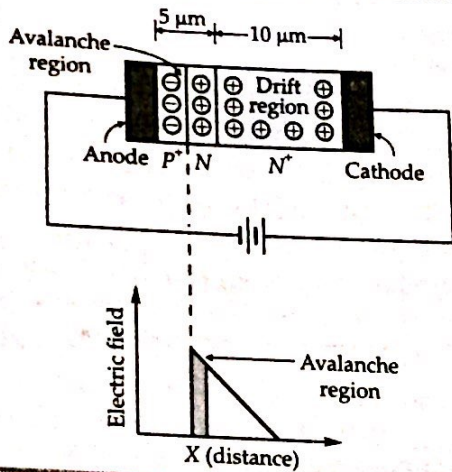 5 μm
10 μm
Avalanche
region
⊖ ⊕ ⊕ Drift ⊕
⊖ ⊕ ⊕ region ⊕
⊖ ⊕ ⊕ ⊕ ⊕ ⊕
Anode P⁺ N N⁺ Cathode
Electric field
Avalanche
region
X (distance)